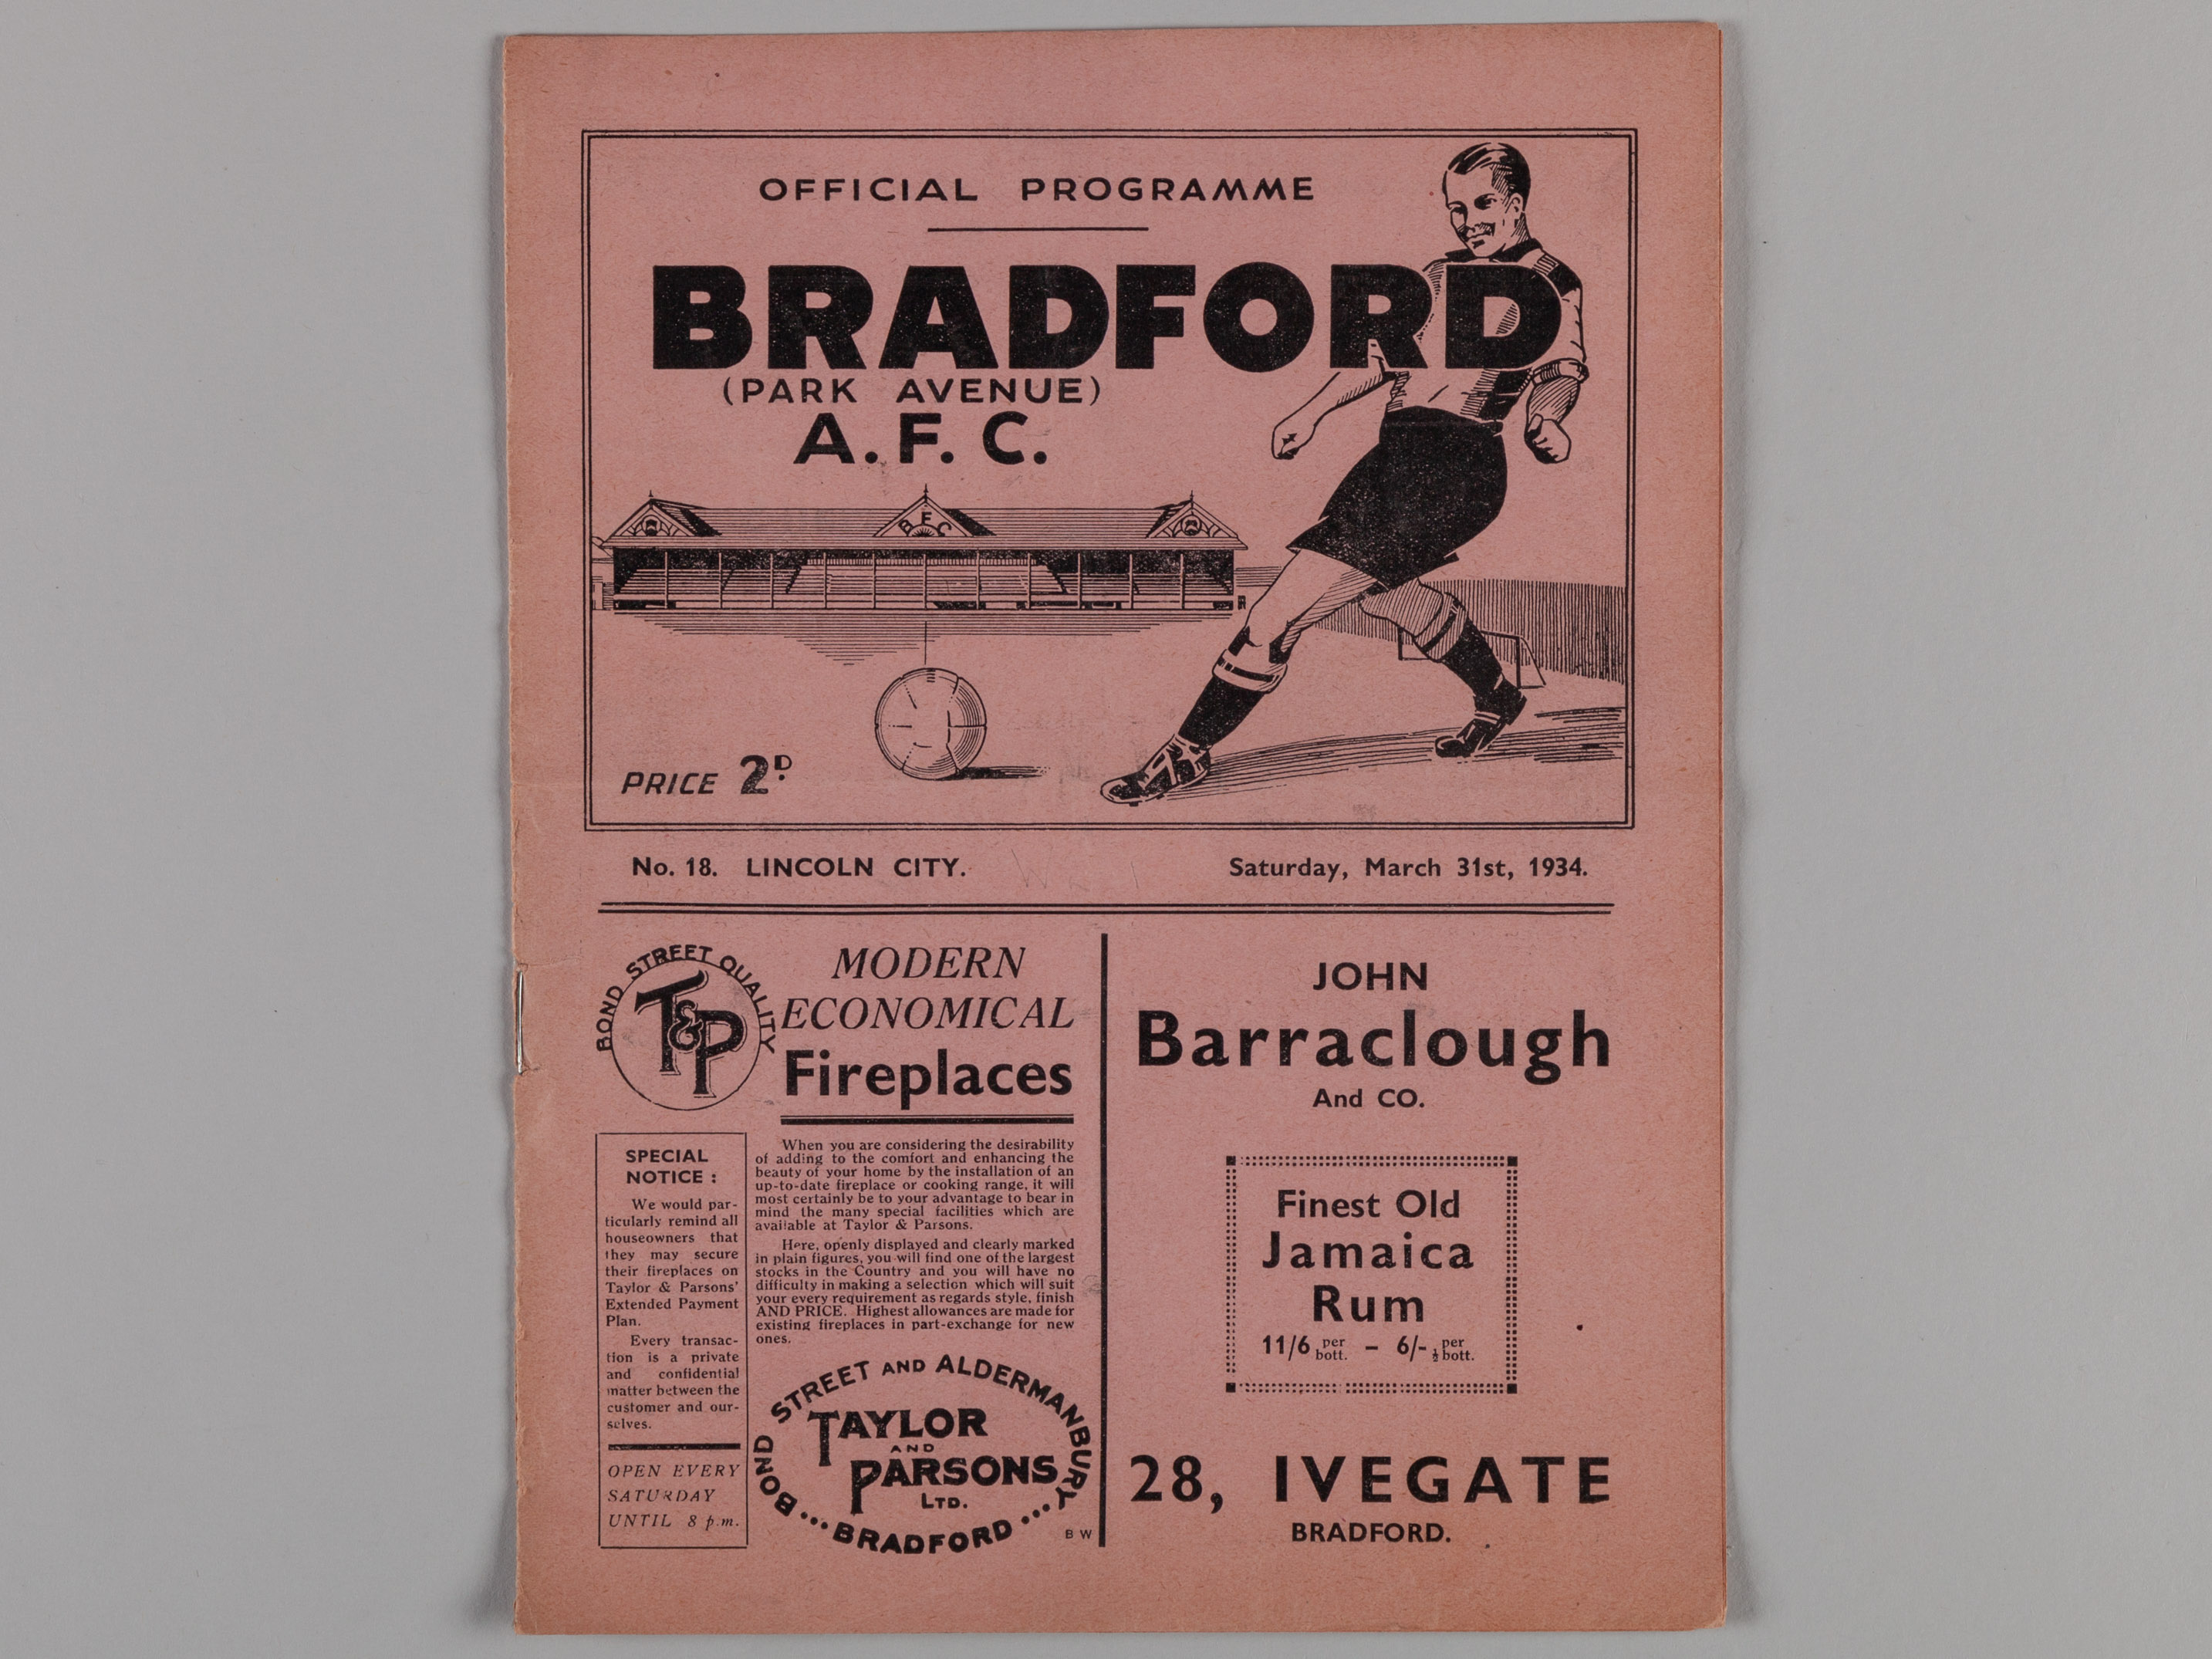 OFFICIAL PROGRAMME
BRADFORD
(PARK AVENUE)
A. F. C.
B F C
PRICE 2D.
No. 18. LINCOLN CITY.
Saturday, March 31st, 1934.
BOND STREET QUALITY
T&P
MODERN
ECONOMICAL
Fireplaces
SPECIAL
NOTICE :
We would par-
ticularly remind all
houseowners that
they may secure
their fireplaces on
Taylor & Parsons'
Extended Payment
Plan.
Every transac-
tion is a private
and confidential
matter between the
customer and our-
selves.
OPEN EVERY
SATURDAY
UNTIL 8 p.m.
When you are considering the desirability
of adding to the comfort and enhancing the
beauty of your home by the installation of an
up-to-date fireplace or cooking range, it will
most certainly be to your advantage to bear in
mind the many special facilities which are
available at Taylor & Parsons.
Here, openly displayed and clearly marked
in plain figures, you will find one of the largest
stocks in the Country and you will have no
difficulty in making a selection which will suit
your every requirement as regards style, finish
AND PRICE. Highest allowances are made for
existing fireplaces in part-exchange for new
ones.
BOND STREET AND ALDERMANBURY
TAYLOR
AND
PARSONS
LTD.
BRADFORD
B W
JOHN
Barraclough
And CO.
Finest Old
Jamaica
Rum
11/6 per bott. – 6/- per ½ bott.
28, IVEGATE
BRADFORD.